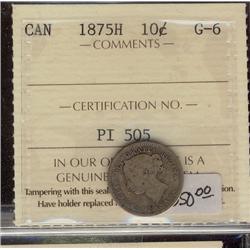 CAN 1875H 10¢ G-6
— COMMENTS —
— CERTIFICATION NO. —
PI 505
IN OUR IS A
GENUINE
Tampering with this seal
Have holder replaced
50.00